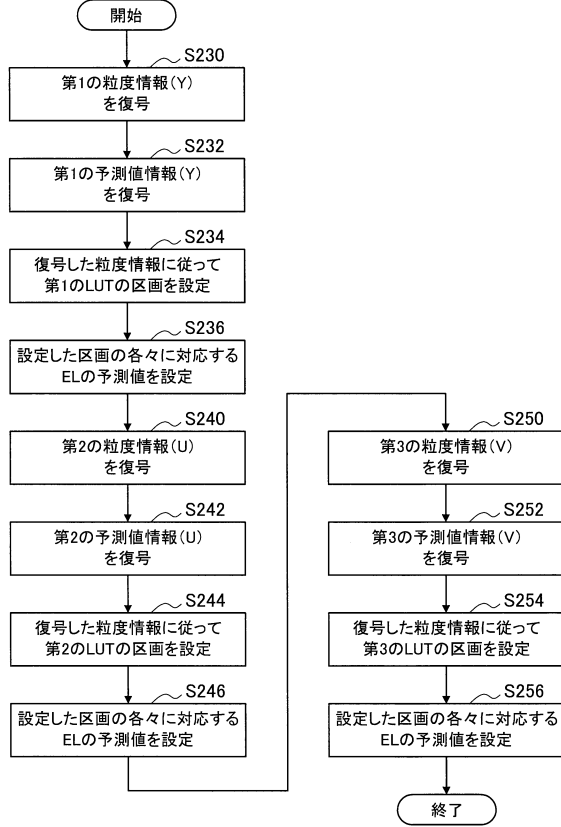 開始
S230
第1の粒度情報(Y)
を復号
S232
第1の予測値情報(Y)
を復号
S234
復号した粒度情報に従って
第1のLUTの区画を設定
S236
設定した区画の各々に対応する
ELの予測値を設定
S240
第2の粒度情報(U)
を復号
S242
第2の予測値情報(U)
を復号
S244
復号した粒度情報に従って
第2のLUTの区画を設定
S246
設定した区画の各々に対応する
ELの予測値を設定
S250
第3の粒度情報(V)
を復号
S252
第3の予測値情報(V)
を復号
S254
復号した粒度情報に従って
第3のLUTの区画を設定
S256
設定した区画の各々に対応する
ELの予測値を設定
終了